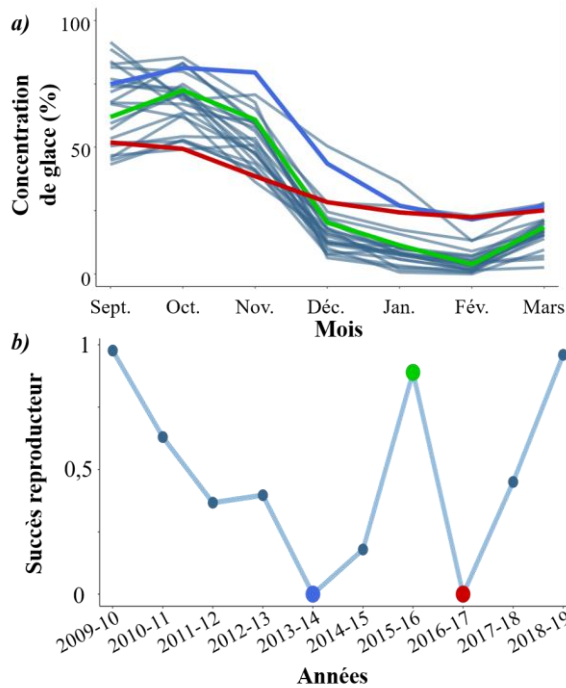 a)
100
50
0
Concentration
de glace (%)
Sept. Oct. Nov. Déc. Jan. Fév. Mars
Mois
b)
1
0,5
0
Succès reproducteur
2009-10 2010-11 2011-12 2012-13 2013-14 2014-15 2015-16 2016-17 2017-18 2018-19
Années